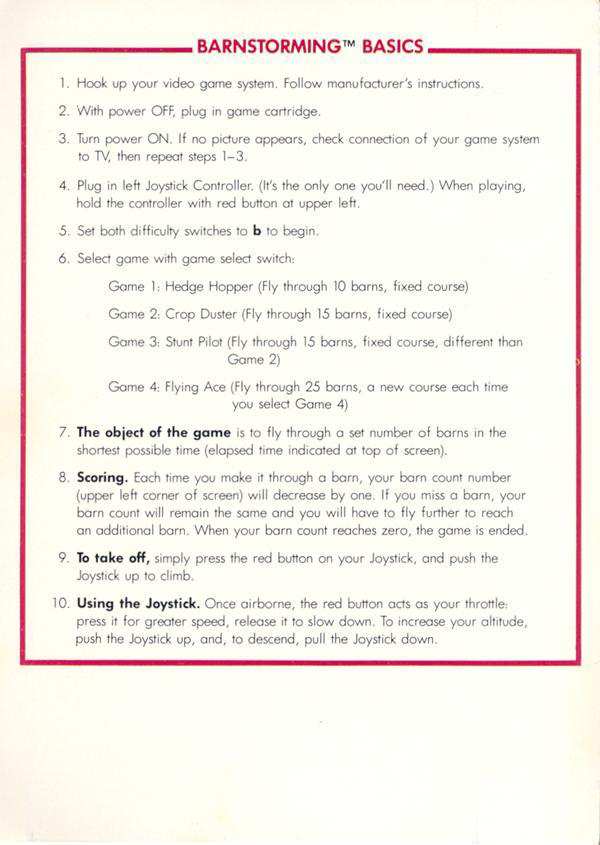 BARNSTORMING™ BASICS
1. Hook up your video game system. Follow manufacturer's instructions.
2. With power OFF, plug in game cartridge.
3. Turn power ON. If no picture appears, check connection of your game system
to TV, then repeat steps 1–3.
4. Plug in left Joystick Controller. (It's the only one you'll need.) When playing,
hold the controller with red button at upper left.
5. Set both difficulty switches to b to begin.
6. Select game with game select switch:
Game 1: Hedge Hopper (Fly through 10 barns, fixed course)
Game 2: Crop Duster (Fly through 15 barns, fixed course)
Game 3: Stunt Pilot (Fly through 15 barns, fixed course, different than
Game 2)
Game 4: Flying Ace (Fly through 25 barns, a new course each time
you select Game 4)
7. The object of the game is to fly through a set number of barns in the
shortest possible time (elapsed time indicated at top of screen).
8. Scoring. Each time you make it through a barn, your barn count number
(upper left corner of screen) will decrease by one. If you miss a barn, your
barn count will remain the same and you will have to fly further to reach
an additional barn. When your barn count reaches zero, the game is ended.
9. To take off, simply press the red button on your Joystick, and push the
Joystick up to climb.
10. Using the Joystick. Once airborne, the red button acts as your throttle:
press it for greater speed, release it to slow down. To increase your altitude,
push the Joystick up, and, to descend, pull the Joystick down.